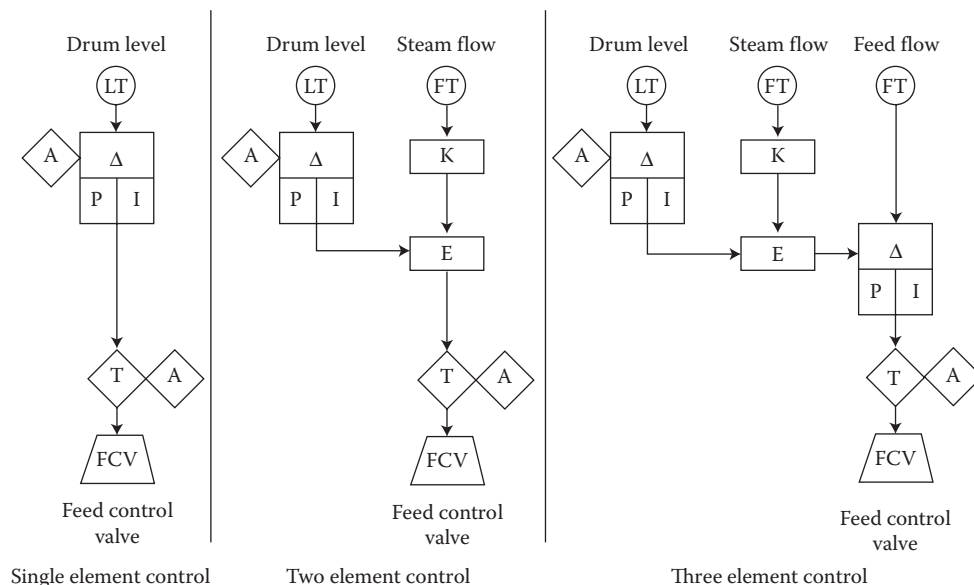 Drum level
LT
A
Δ
P I
T
A
FCV
Feed control
valve
Single element control
Drum level
Steam flow
LT
FT
A
Δ
K
P I
E
T
A
FCV
Feed control
valve
Two element control
Drum level
Steam flow
Feed flow
LT
FT
FT
A
Δ
K
P I
E
Δ
P I
T
A
FCV
Feed control
valve
Three element control